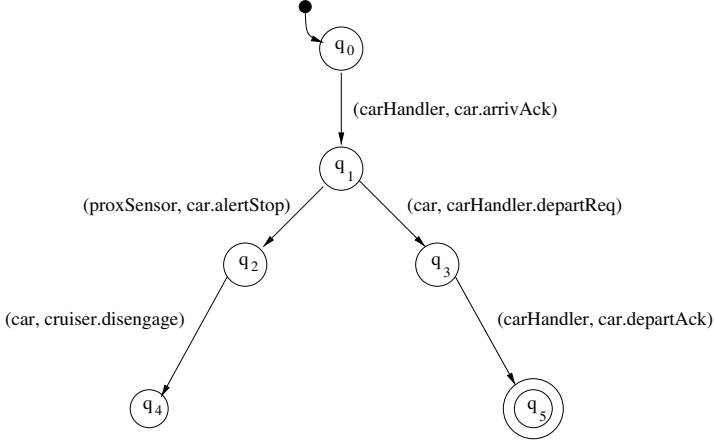 q0
(carHandler, car.arrivAck)
q1
(proxSensor, car.alertStop)
(car, carHandler.departReq)
q2
q3
(car, cruiser.disengage)
(carHandler, car.departAck)
q4
q5